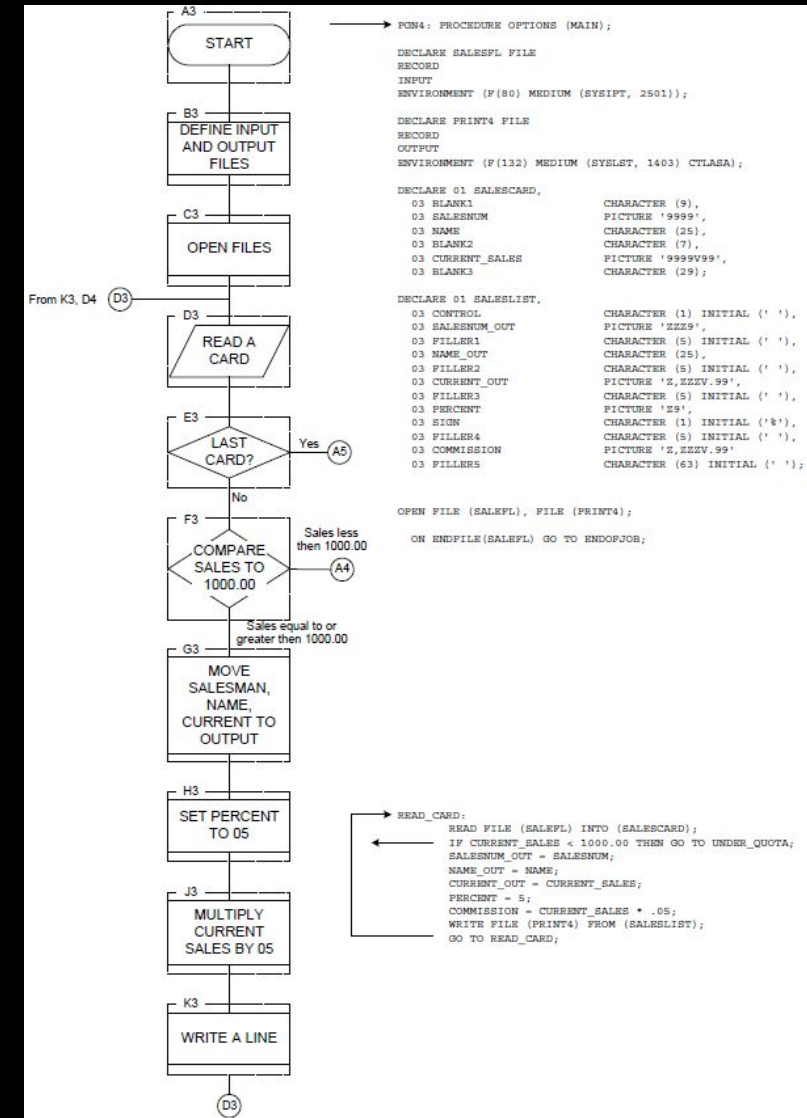 A3
START
B3
DEFINE INPUT
AND OUTPUT
FILES
C3
OPEN FILES
From K3, D4
D3
D3
READ A
CARD
E3
LAST
CARD?
Yes
A5
No
F3
COMPARE
SALES TO
1000.00
Sales less
then 1000.00
A4
Sales equal to or
greater then 1000.00
G3
MOVE
SALESMAN,
NAME,
CURRENT TO
OUTPUT
H3
SET PERCENT
TO 05
J3
MULTIPLY
CURRENT
SALES BY 05
K3
WRITE A LINE
D3
PGN4: PROCEDURE OPTIONS (MAIN);
DECLARE SALESFL FILE
RECORD
INPUT
ENVIRONMENT (F(80) MEDIUM (SYSIPT, 2501));
DECLARE PRINT4 FILE
RECORD
OUTPUT
ENVIRONMENT (F(132) MEDIUM (SYSLST, 1403) CTLASA);
DECLARE 01 SALESCARD,
03 BLANK1 CHARACTER (9),
03 SALESNUM PICTURE '9999',
03 NAME CHARACTER (25),
03 BLANK2 CHARACTER (7),
03 CURRENT_SALES PICTURE '9999V99',
03 BLANK3 CHARACTER (29);
DECLARE 01 SALESLIST,
03 CONTROL CHARACTER (1) INITIAL (' '),
03 SALESNUM_OUT PICTURE 'ZZZ9',
03 FILLER1 CHARACTER (5) INITIAL (' '),
03 NAME_OUT CHARACTER (25),
03 FILLER2 CHARACTER (5) INITIAL (' '),
03 CURRENT_OUT PICTURE 'Z,ZZZV.99',
03 FILLER3 CHARACTER (5) INITIAL (' '),
03 PERCENT PICTURE 'Z9',
03 SIGN CHARACTER (1) INITIAL ('%'),
03 FILLER4 CHARACTER (5) INITIAL (' '),
03 COMMISSION PICTURE 'Z,ZZZV.99'
03 FILLER5 CHARACTER (63) INITIAL (' ');
OPEN FILE (SALEFL), FILE (PRINT4);
ON ENDFILE(SALEFL) GO TO ENDOFJOB;
READ_CARD:
READ FILE (SALEFL) INTO (SALESCARD);
IF CURRENT_SALES < 1000.00 THEN GO TO UNDER_QUOTA;
SALESNUM_OUT = SALESNUM;
NAME_OUT = NAME;
CURRENT_OUT = CURRENT_SALES;
PERCENT = 5;
COMMISSION = CURRENT_SALES * .05;
WRITE FILE (PRINT4) FROM (SALESLIST);
GO TO READ_CARD;